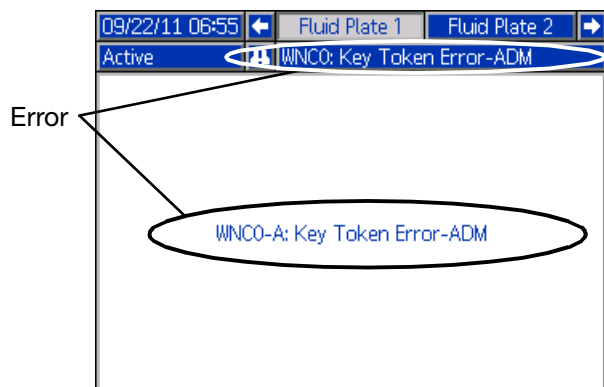 09/22/11 06:55 Fluid Plate 1 Fluid Plate 2
Active WNC0: Key Token Error-ADM
Error
WNC0-A: Key Token Error-ADM